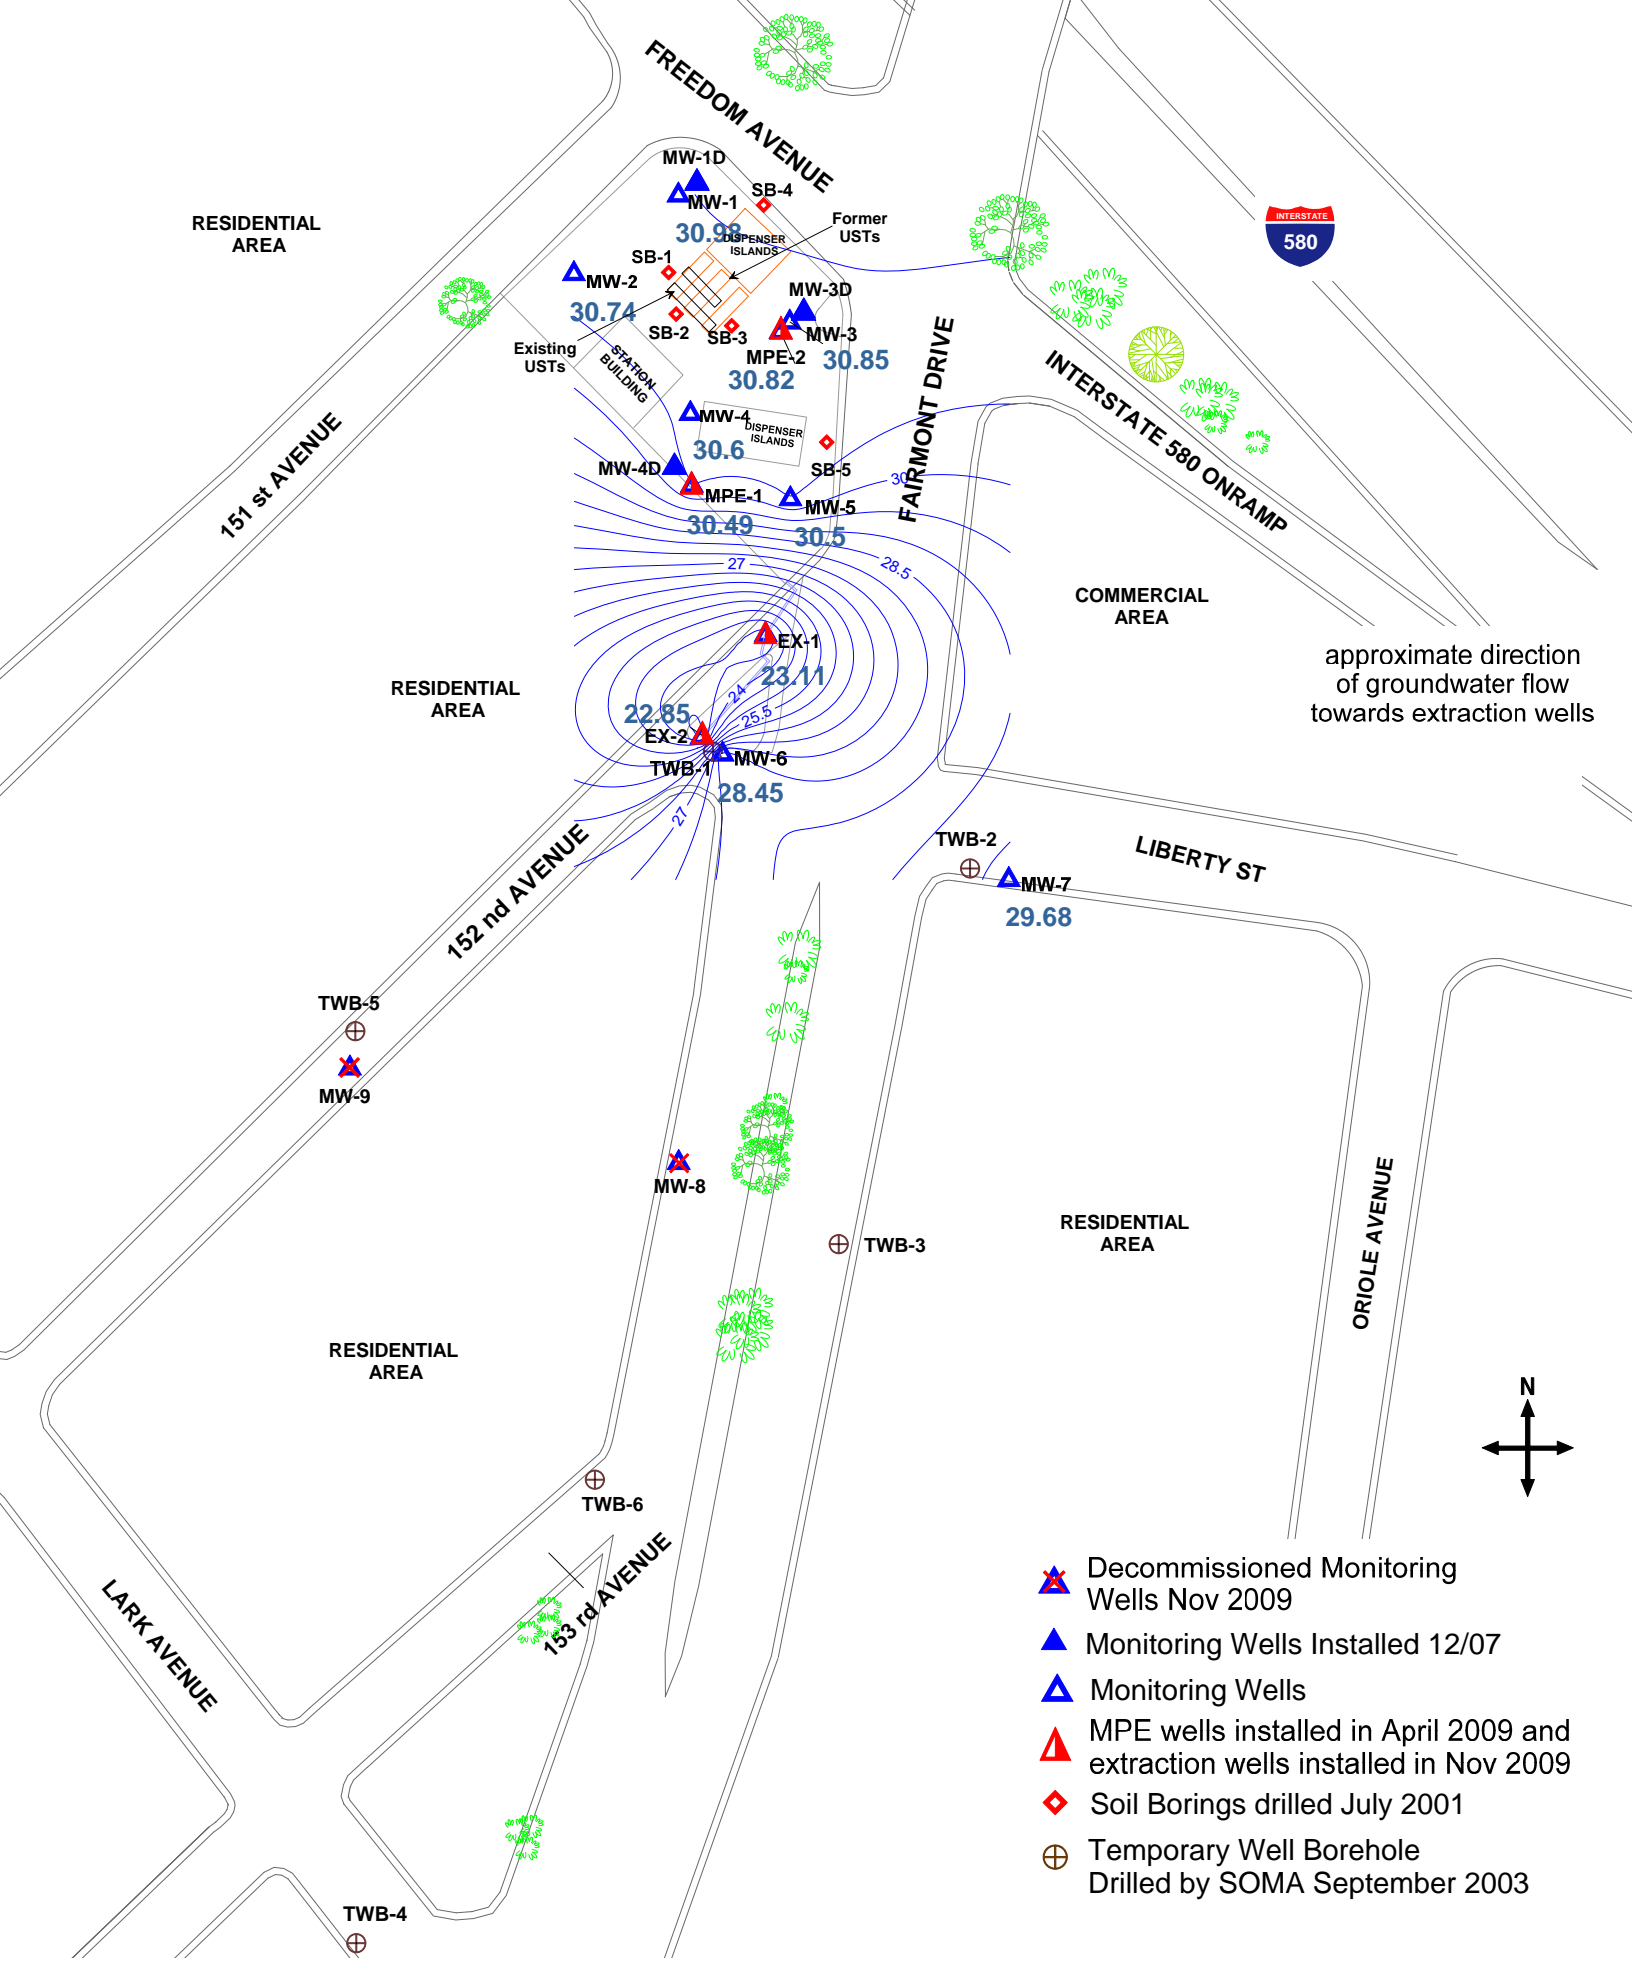 FREEDOM AVENUE
MW-1D
MW-1
SB-4
30.98
DISPENSER
ISLANDS
Former
USTs
RESIDENTIAL
AREA
INTERSTATE
580
SB-1
MW-2
30.74
MW-3D
MW-3
SB-2
SB-3
MPE-2
30.85
30.82
Existing
USTs
STATION
BUILDING
FAIRMONT DRIVE
INTERSTATE 580 ONRAMP
151 st AVENUE
MW-4
DISPENSER
ISLANDS
30.6
MW-4D
SB-5
30
MPE-1
MW-5
30.49
30.5
27
28.5
COMMERCIAL
AREA
EX-1
23.11
approximate direction
of groundwater flow
towards extraction wells
RESIDENTIAL
AREA
24
22.85
25.5
EX-2
MW-6
TWB-1
28.45
27
TWB-2
LIBERTY ST
MW-7
29.68
152 nd AVENUE
TWB-5
MW-9
MW-8
TWB-3
RESIDENTIAL
AREA
ORIOLE AVENUE
RESIDENTIAL
AREA
N
TWB-6
153 rd AVENUE
LARK AVENUE
TWB-4
Decommissioned Monitoring
Wells Nov 2009
Monitoring Wells Installed 12/07
Monitoring Wells
MPE wells installed in April 2009 and
extraction wells installed in Nov 2009
Soil Borings drilled July 2001
Temporary Well Borehole
Drilled by SOMA September 2003